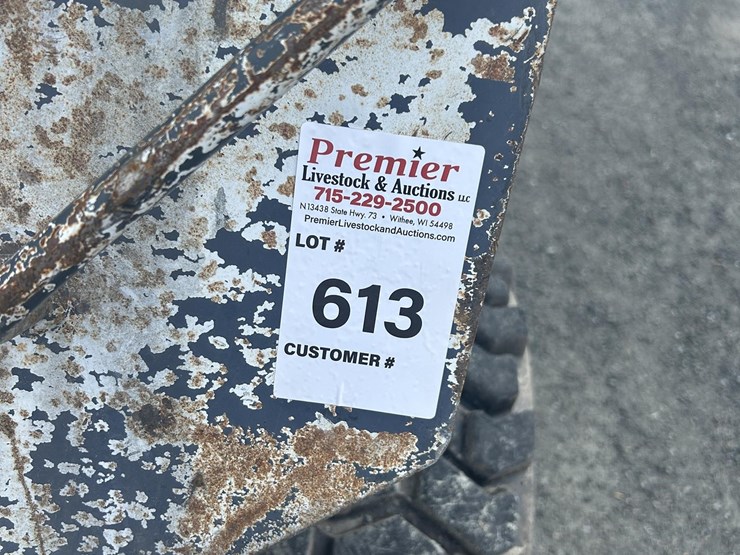 Premier
Livestock & Auctions LLC
715-229-2500
N13438 State Hwy. 73 • Withee, WI 54498
PremierLivestockandAuctions.com
LOT #
613
CUSTOMER #